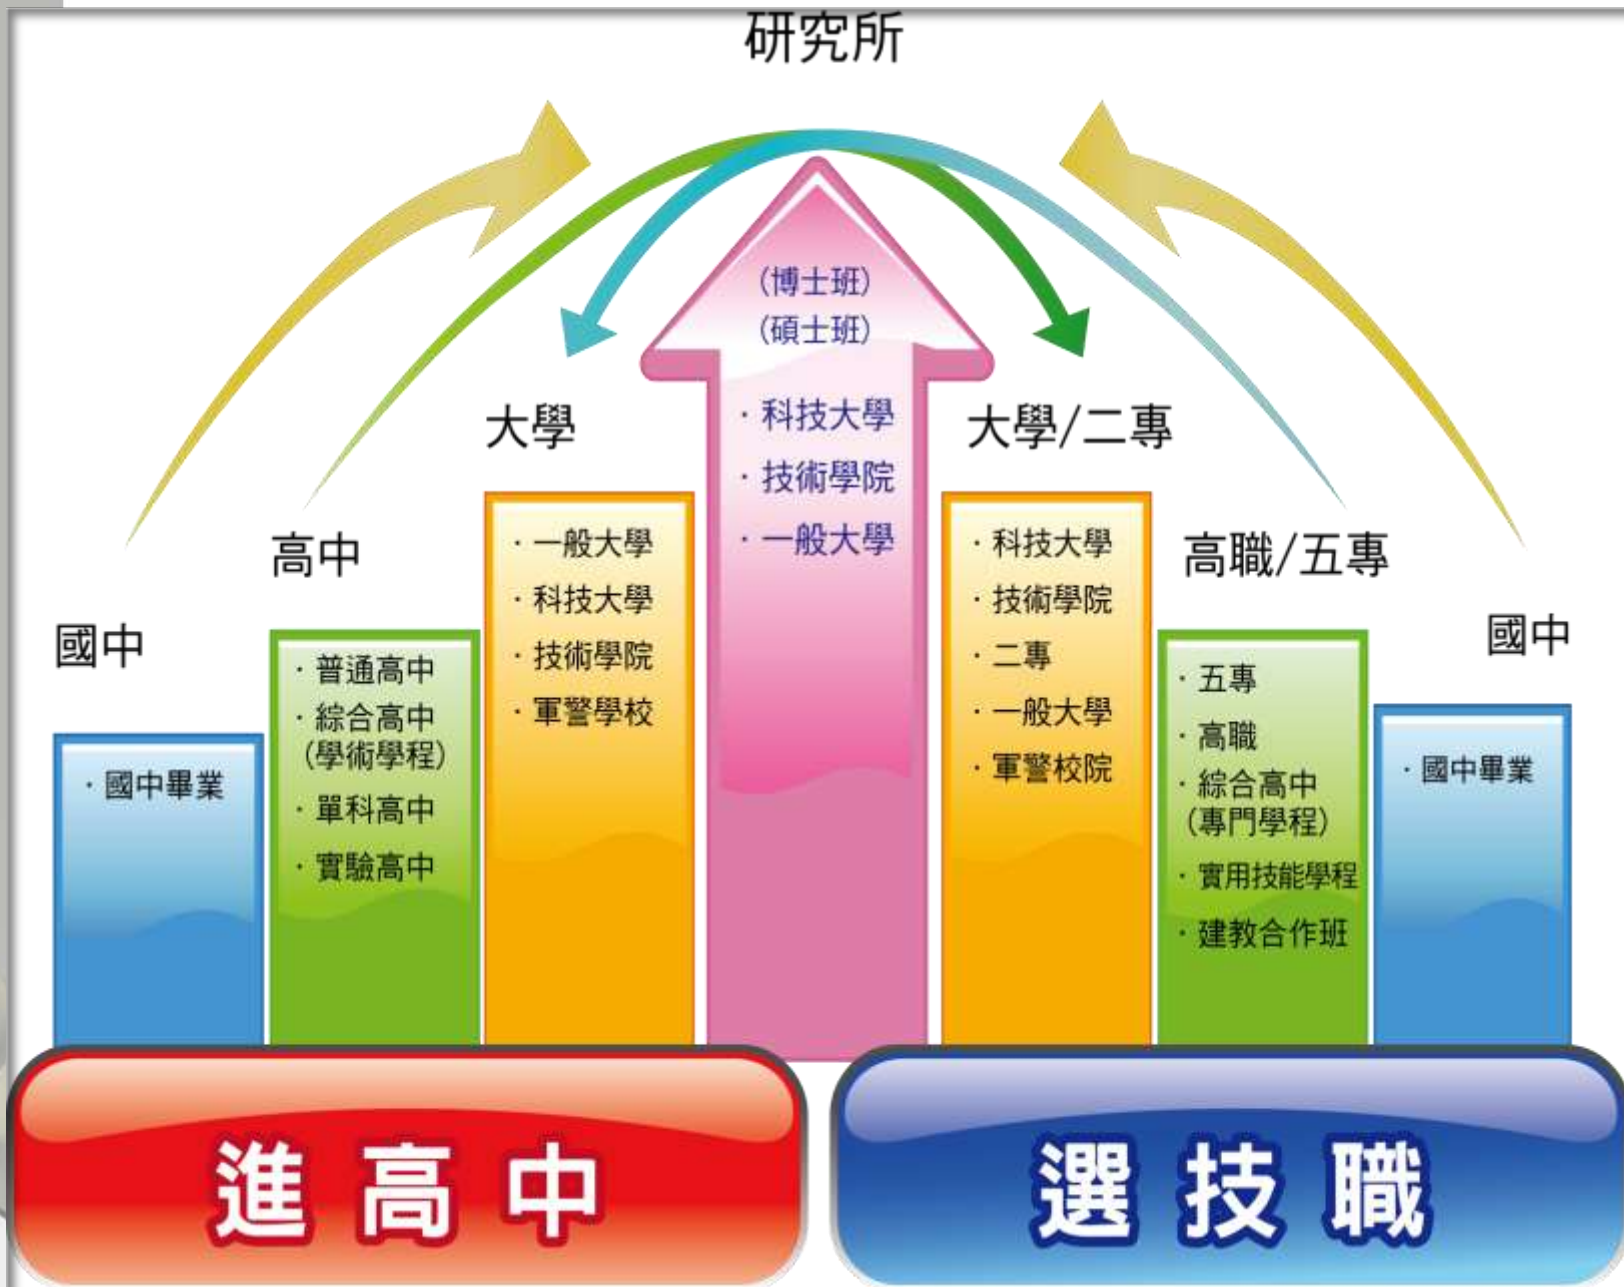 研究所
(博士班)
(碩士班)
· 科技大學
· 技術學院
· 一般大學
國中
· 國中畢業
高中
· 普通高中
· 綜合高中
(學術學程)
· 單科高中
· 實驗高中
大學
· 一般大學
· 科技大學
· 技術學院
· 軍警學校
大學/二專
· 科技大學
· 技術學院
· 二專
· 一般大學
· 軍警校院
高職/五專
· 五專
· 高職
· 綜合高中
(專門學程)
· 實用技能學程
· 建教合作班
國中
· 國中畢業
進高中
選技職